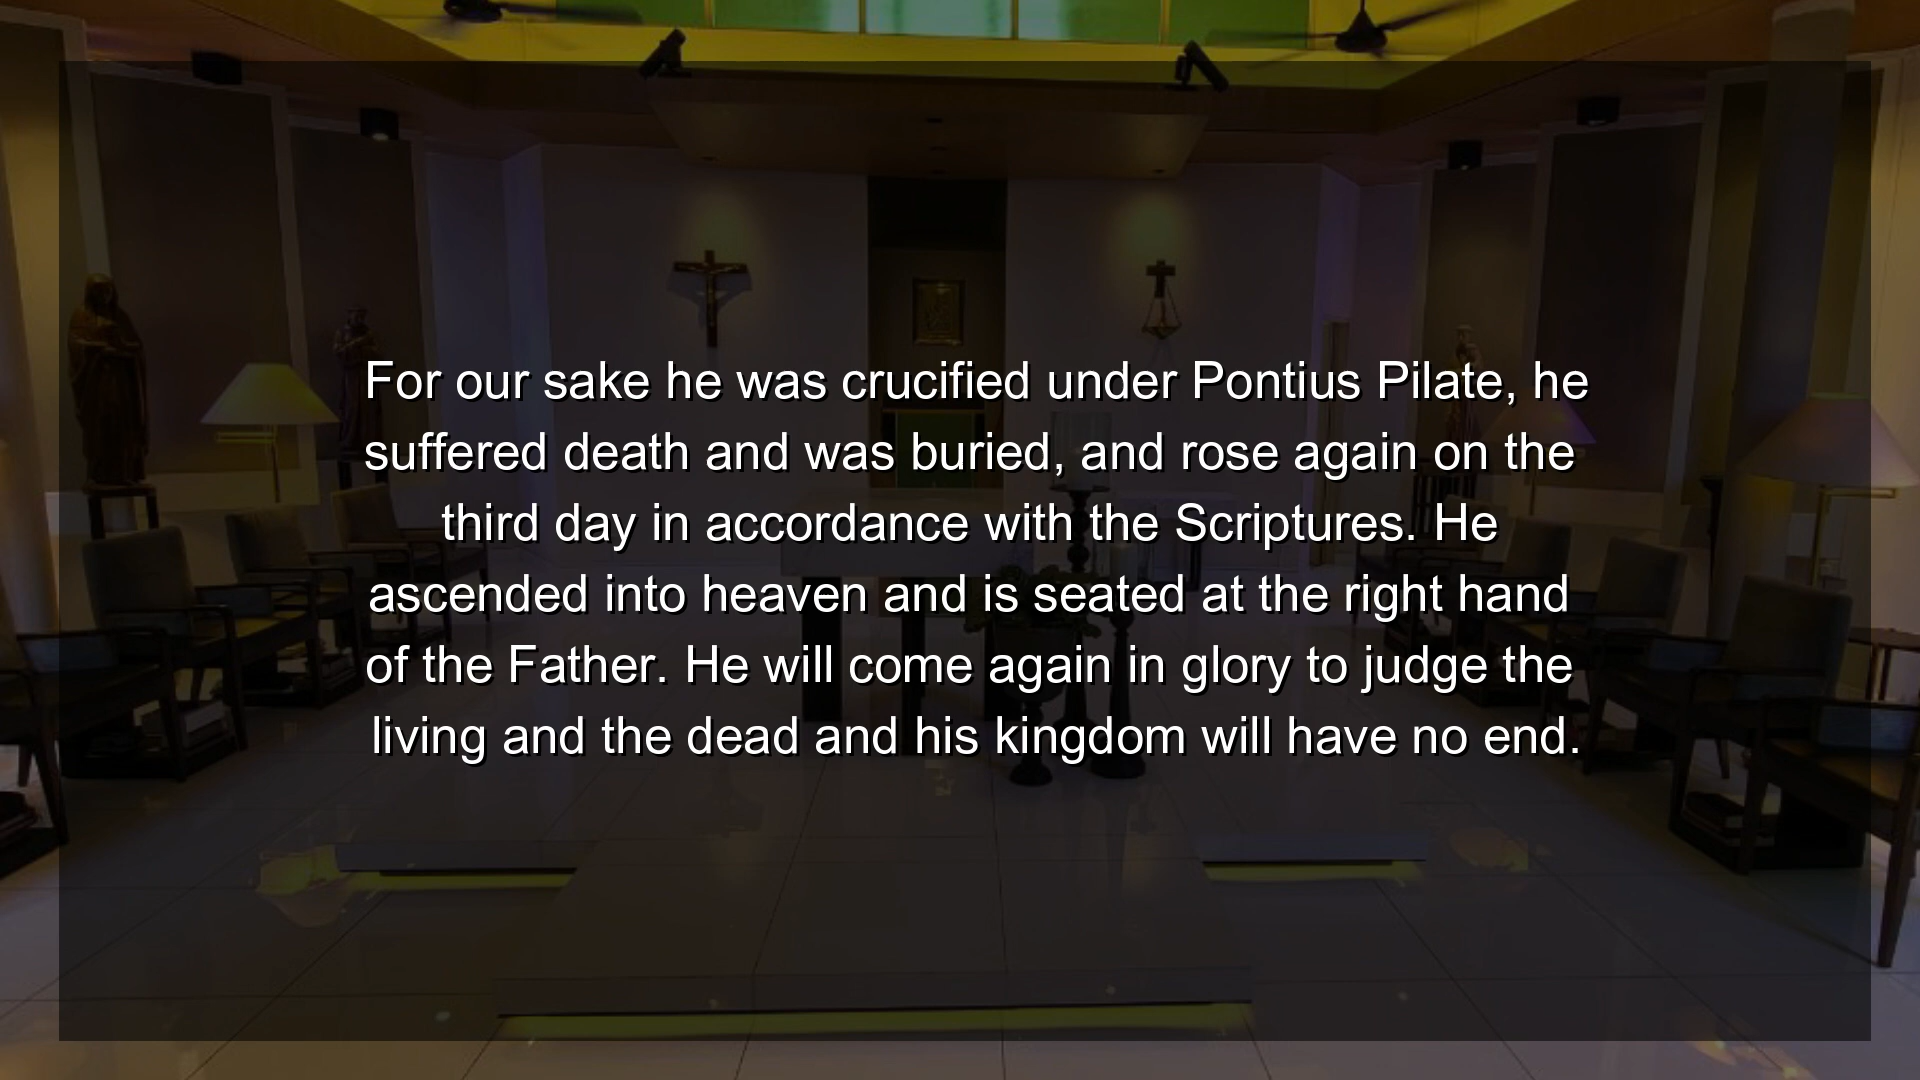 For our sake he was crucified under Pontius Pilate, he
suffered death and was buried, and rose again on the
third day in accordance with the Scriptures. He
ascended into heaven and is seated at the right hand
of the Father. He will come again in glory to judge the
living and the dead and his kingdom will have no end.